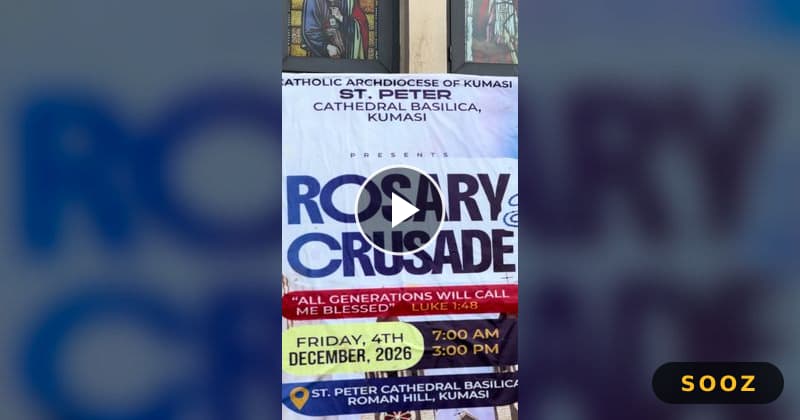 CATHOLIC ARCHDIOCESE OF KUMASI
ST. PETER
CATHEDRAL BASILICA,
KUMASI
PRESENTS
ROSARY
CRUSADE
"ALL GENERATIONS WILL CALL
ME BLESSED" LUKE 1:48
FRIDAY, 4TH
DECEMBER, 2026
7:00 AM
3:00 PM
ST. PETER CATHEDRAL BASILICA
ROMAN HILL, KUMASI
SOOZ